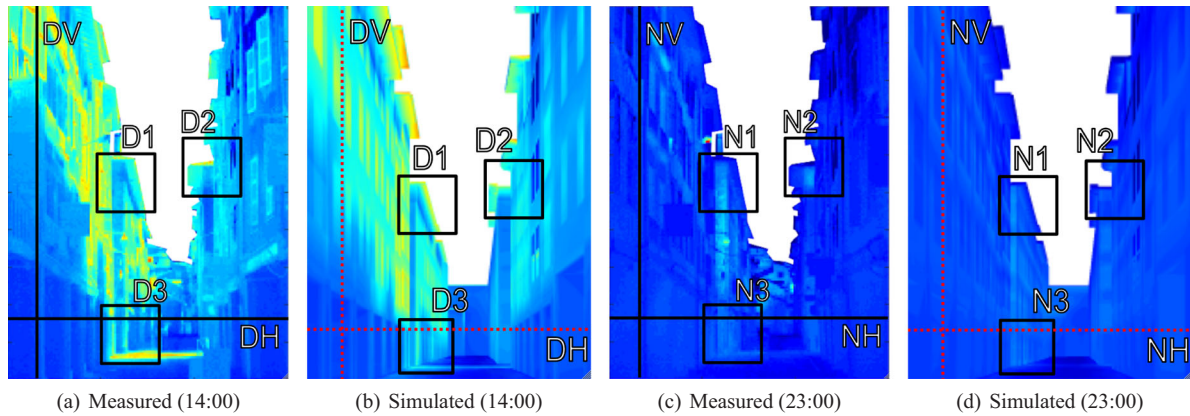 DV
D1
D2
D3
DH
DV
D1
D2
D3
DH
NV
N1
N2
N3
NH
NV
N1
N2
N3
NH
(a) Measured (14:00)
(b) Simulated (14:00)
(c) Measured (23:00)
(d) Simulated (23:00)